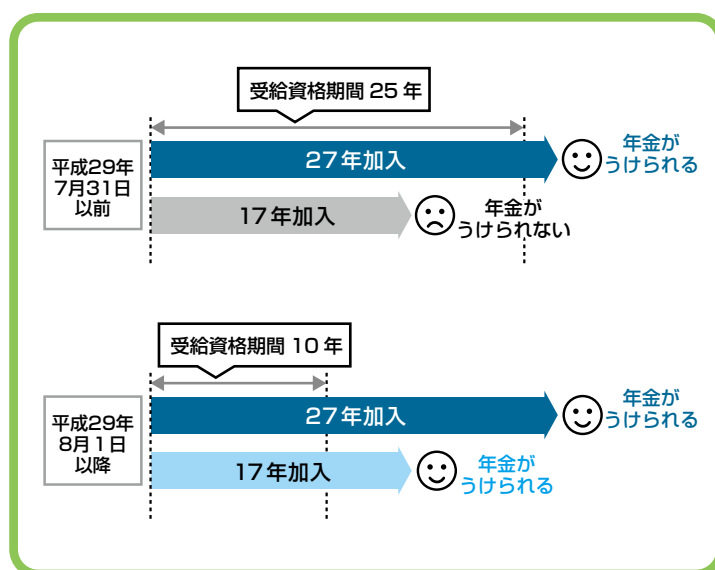 受給資格期間 25 年
平成29年
7月31日
以前
27年加入
年金が
うけられる
17年加入
年金が
うけられない
受給資格期間 10 年
平成29年
8月1日
以降
27年加入
年金が
うけられる
17年加入
年金が
うけられる